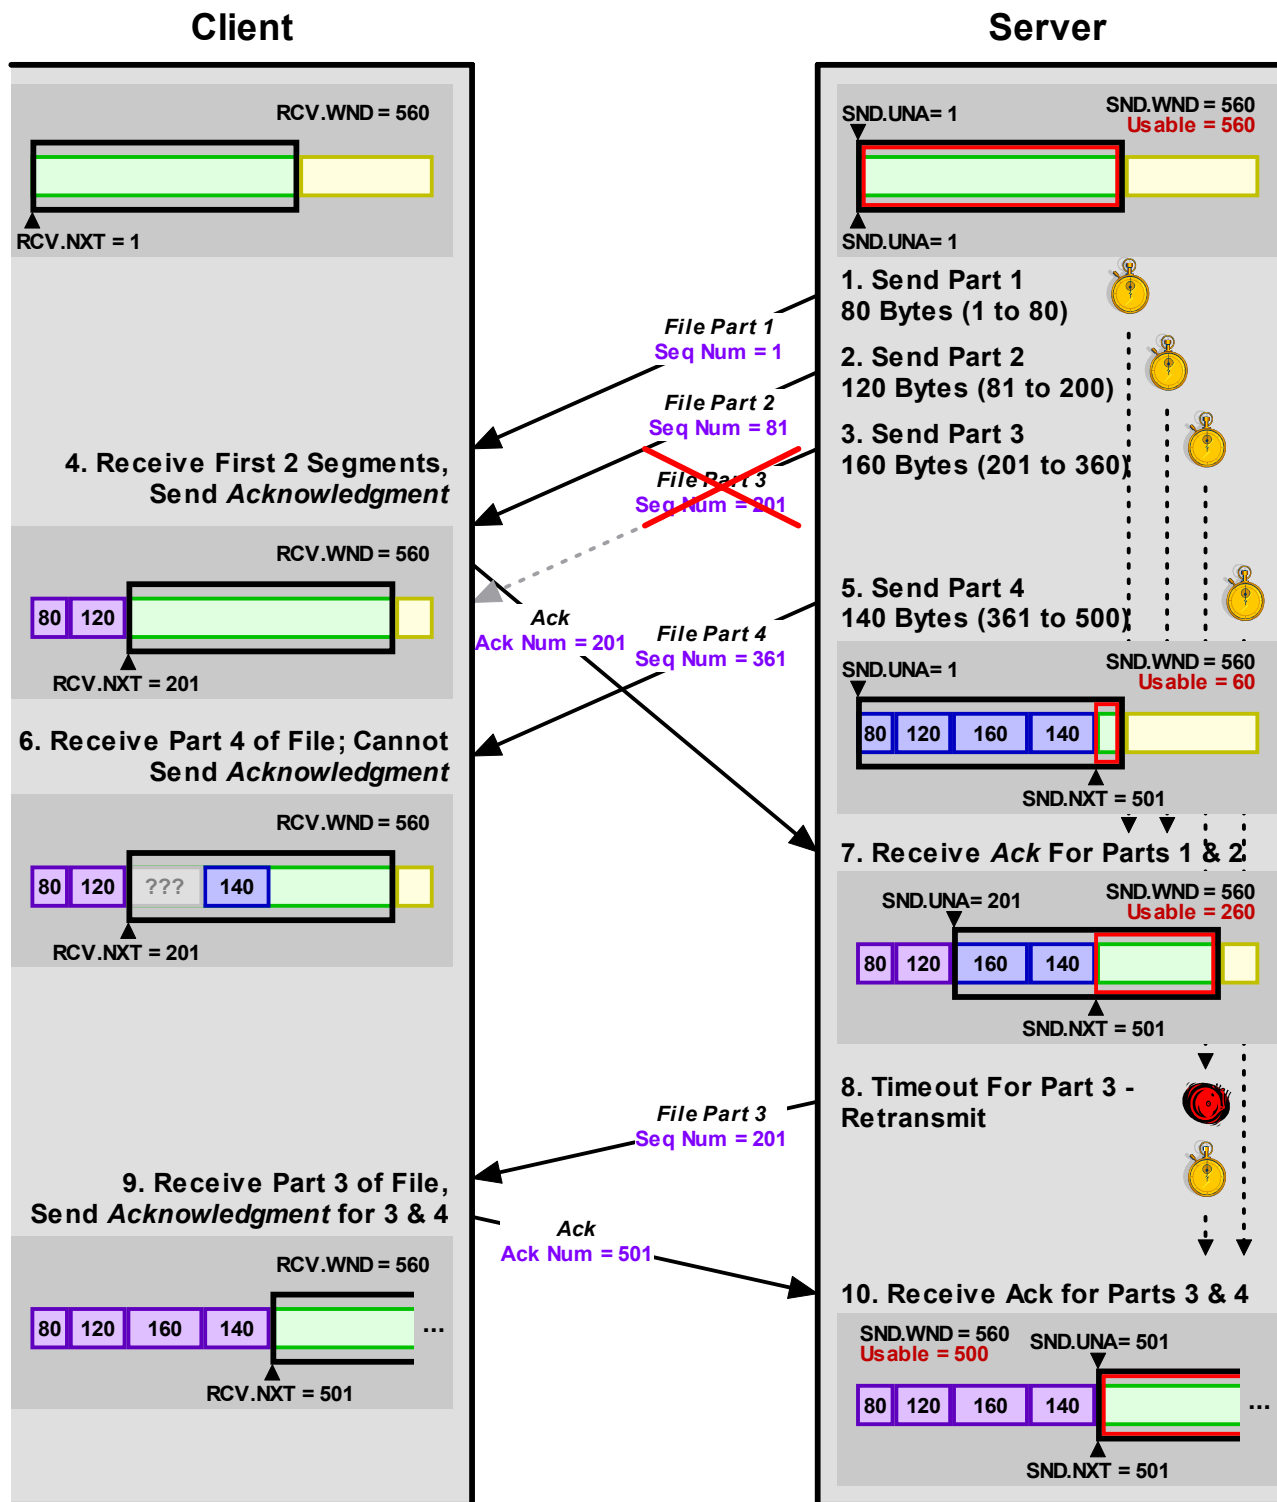 Client
Server
RCV.WND = 560
RCV.NXT = 1
SND.UNA= 1
SND.WND = 560
Usable = 560
SND.UNA= 1
1. Send Part 1
80 Bytes (1 to 80)
File Part 1
Seq Num = 1
2. Send Part 2
120 Bytes (81 to 200)
File Part 2
Seq Num = 81
3. Send Part 3
160 Bytes (201 to 360)
File Part 3
Seq Num = 201
4. Receive First 2 Segments,
Send Acknowledgment
RCV.WND = 560
80 120
RCV.NXT = 201
Ack
Ack Num = 201
5. Send Part 4
140 Bytes (361 to 500)
File Part 4
Seq Num = 361
SND.UNA= 1
SND.WND = 560
Usable = 60
80 120 160 140
SND.NXT = 501
6. Receive Part 4 of File; Cannot
Send Acknowledgment
RCV.WND = 560
80 120 ??? 140
RCV.NXT = 201
7. Receive Ack For Parts 1 & 2
SND.UNA= 201
SND.WND = 560
Usable = 260
80 120 160 140
SND.NXT = 501
8. Timeout For Part 3 -
Retransmit
File Part 3
Seq Num = 201
9. Receive Part 3 of File,
Send Acknowledgment for 3 & 4
RCV.WND = 560
80 120 160 140 ...
RCV.NXT = 501
Ack
Ack Num = 501
10. Receive Ack for Parts 3 & 4
SND.WND = 560
Usable = 500
SND.UNA= 501
80 120 160 140 ...
SND.NXT = 501